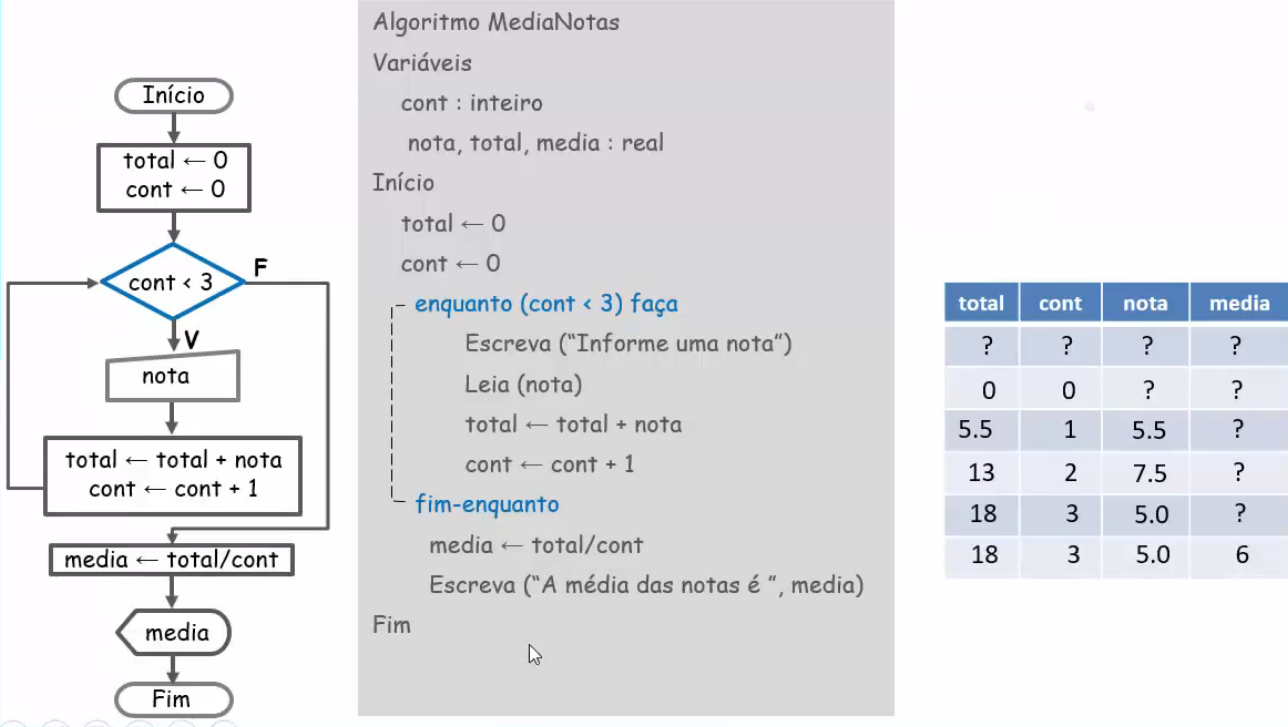 Início
total ← 0
cont ← 0
cont < 3
F
V
nota
total ← total + nota
cont ← cont + 1
media ← total/cont
media
Fim
Algoritmo MediaNotas
Variáveis
cont : inteiro
nota, total, media : real
Início
total ← 0
cont ← 0
enquanto (cont < 3) faça
Escreva (“Informe uma nota”)
Leia (nota)
total ← total + nota
cont ← cont + 1
fim-enquanto
media ← total/cont
Escreva (“A média das notas é ”, media)
Fim
total cont nota media
? ? ? ?
0 0 ? ?
5.5 1 5.5 ?
13 2 7.5 ?
18 3 5.0 ?
18 3 5.0 6